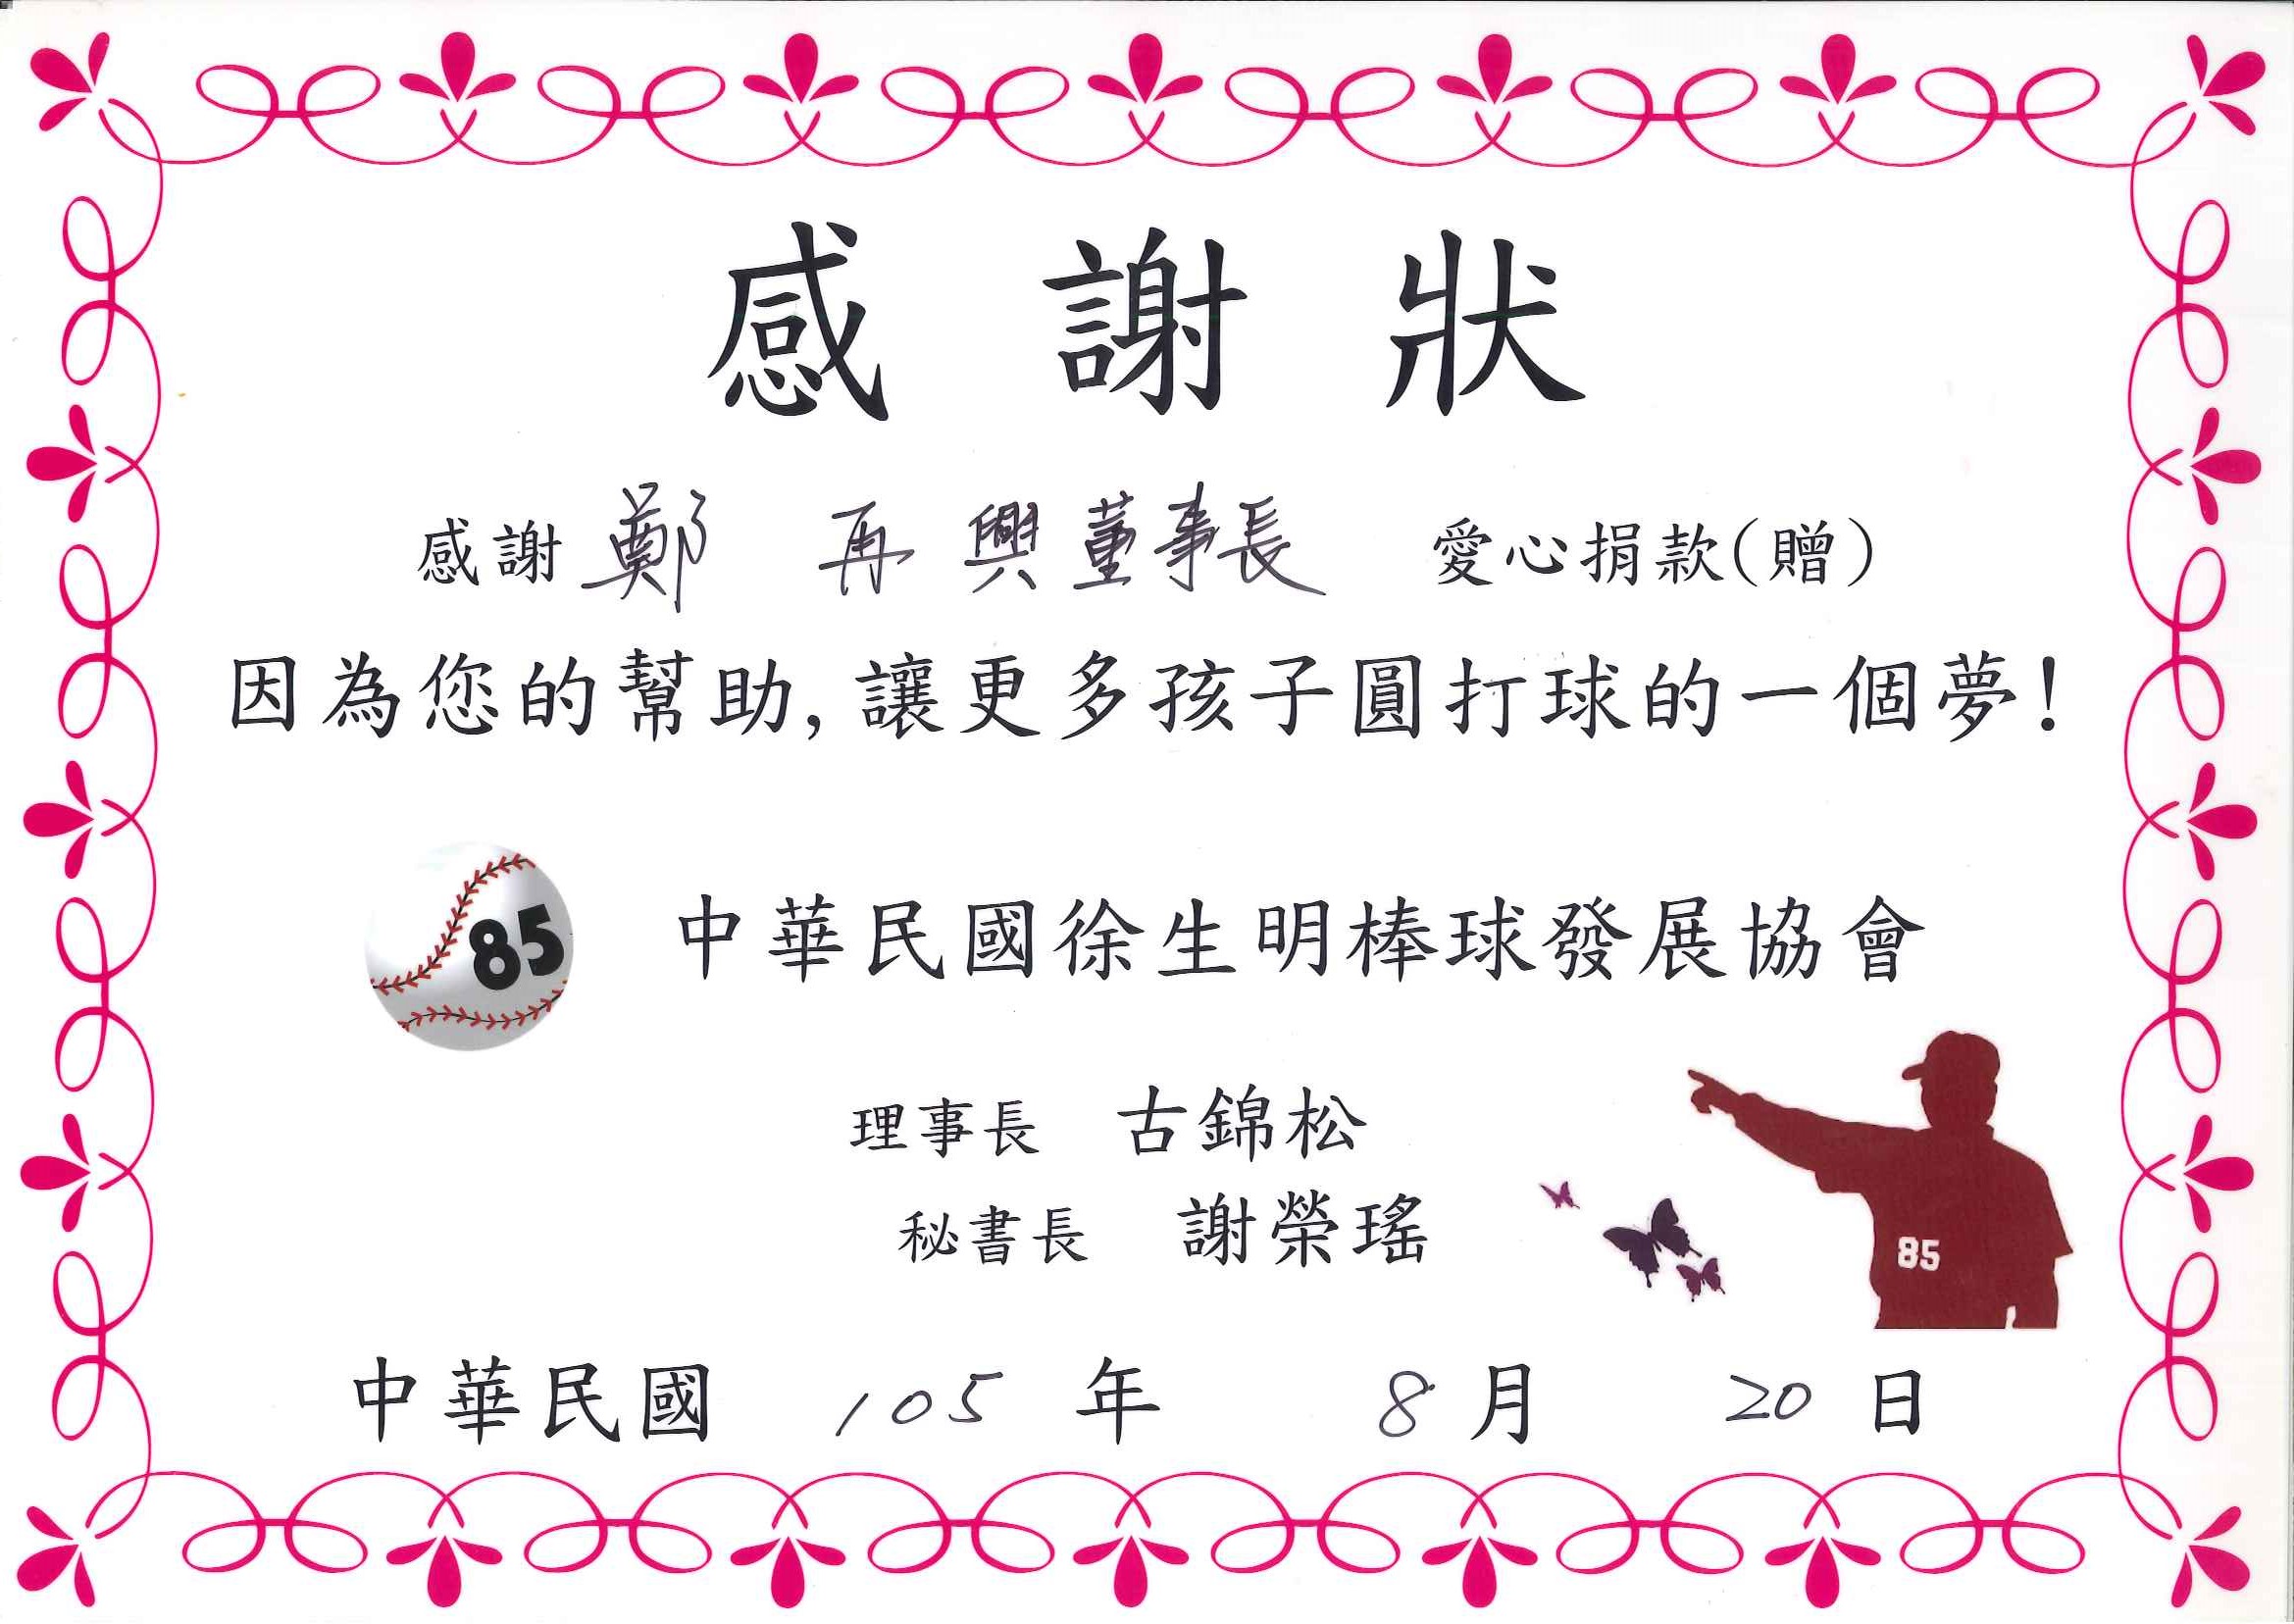 感謝狀
感謝 鄭 再興董事長 愛心捐款(贈)
因為您的幫助,讓更多孩子圓打球的一個夢!
85
中華民國徐生明棒球發展協會
理事長 古錦松
秘書長 謝榮瑤
85
中華民國 105 年 8 月 20 日